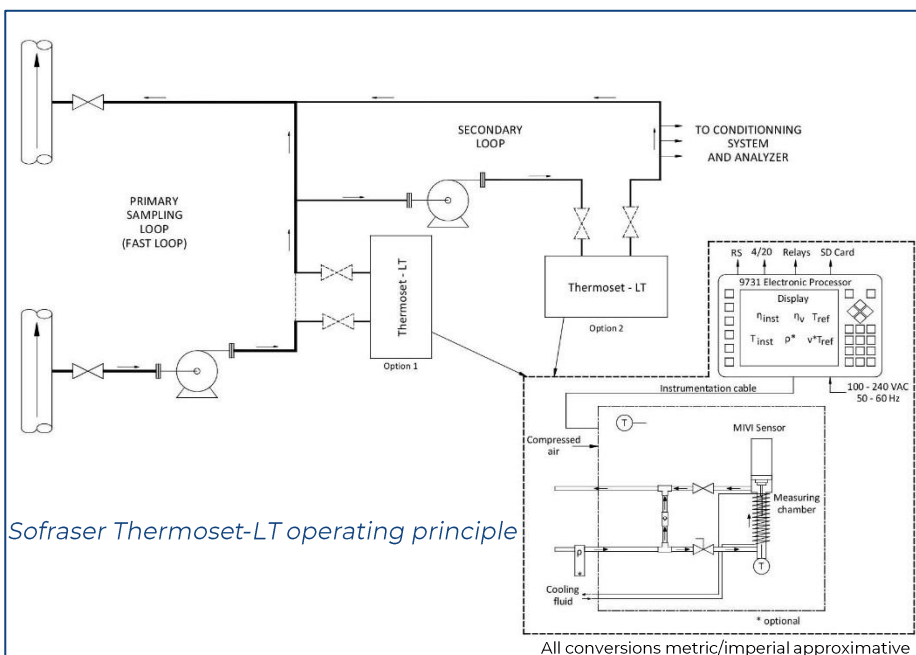 SECONDARY
LOOP
TO CONDITIONNING
SYSTEM
AND ANALYZER
PRIMARY
SAMPLING
LOOP
(FAST LOOP)
Thermoset - LT
Option 1
Thermoset - LT
Option 2
RS 4/20 Relays SD Card
9731 Electronic Processor
Display
ηinst ηv Tref
Tinst ρ* ν*Tref
100 - 240 VAC
50 - 60 Hz
Instrumentation cable
T
MIVI Sensor
Compressed
air
Measuring
chamber
ρ
*
T
Cooling
fluid
* optional
Sofraser Thermoset-LT operating principle
All conversions metric/imperial approximative